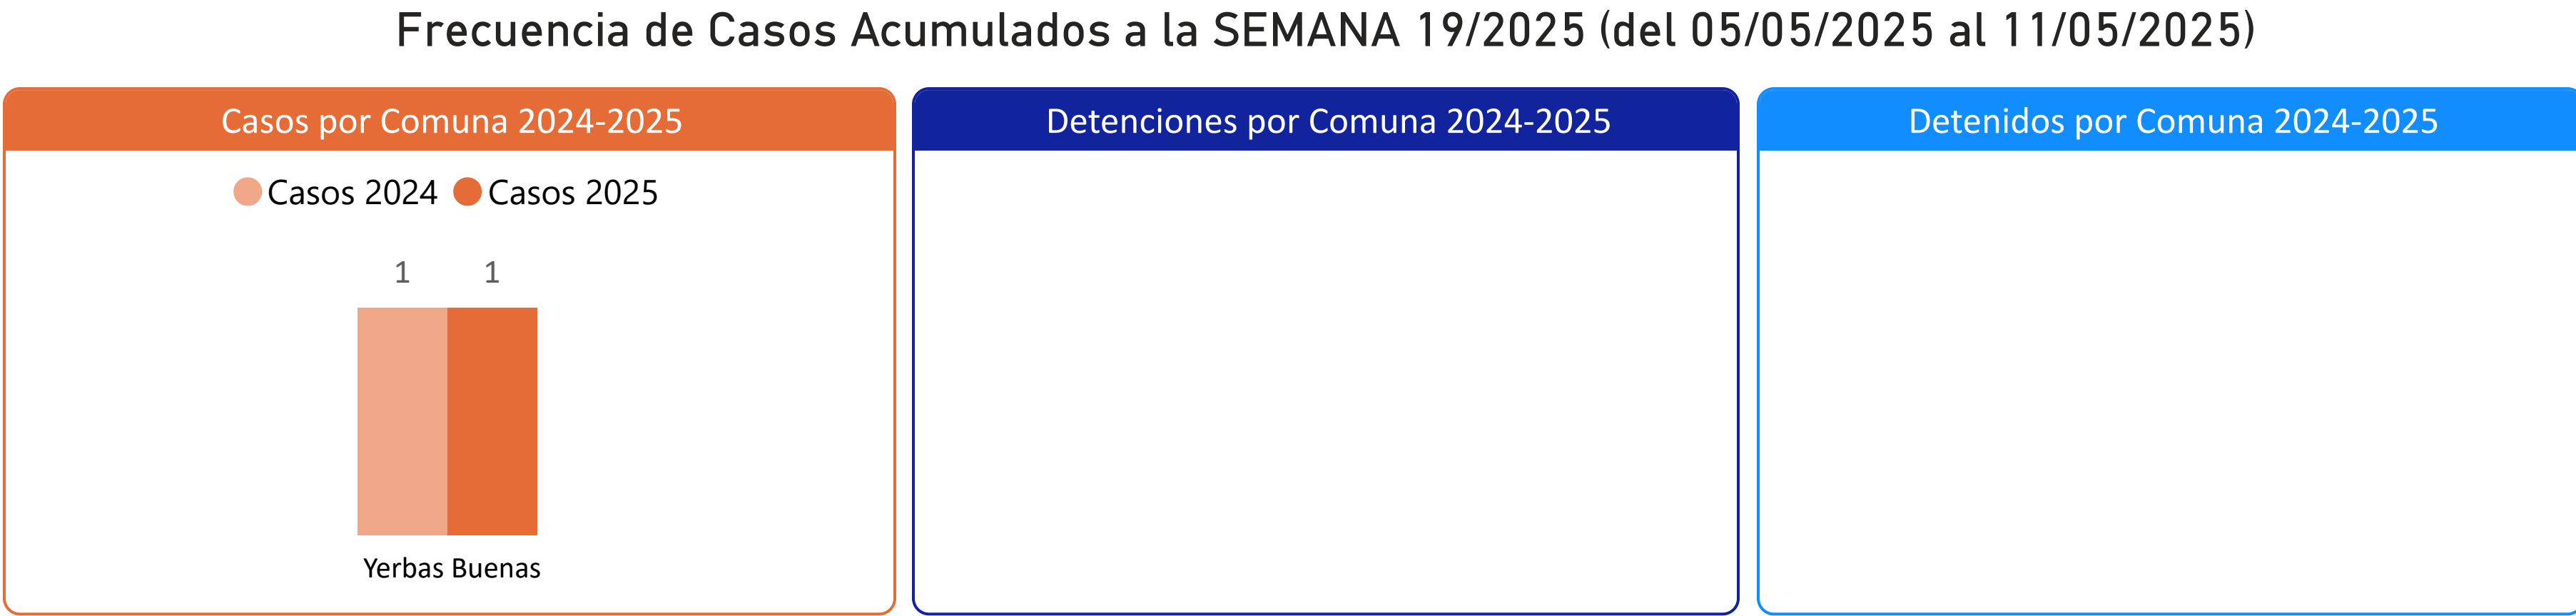 Frecuencia de Casos Acumulados a la SEMANA 19/2025 (del 05/05/2025 al 11/05/2025)
Casos por Comuna 2024-2025
Casos 2024 Casos 2025
1 1
Yerbas Buenas
Detenciones por Comuna 2024-2025
Detenidos por Comuna 2024-2025